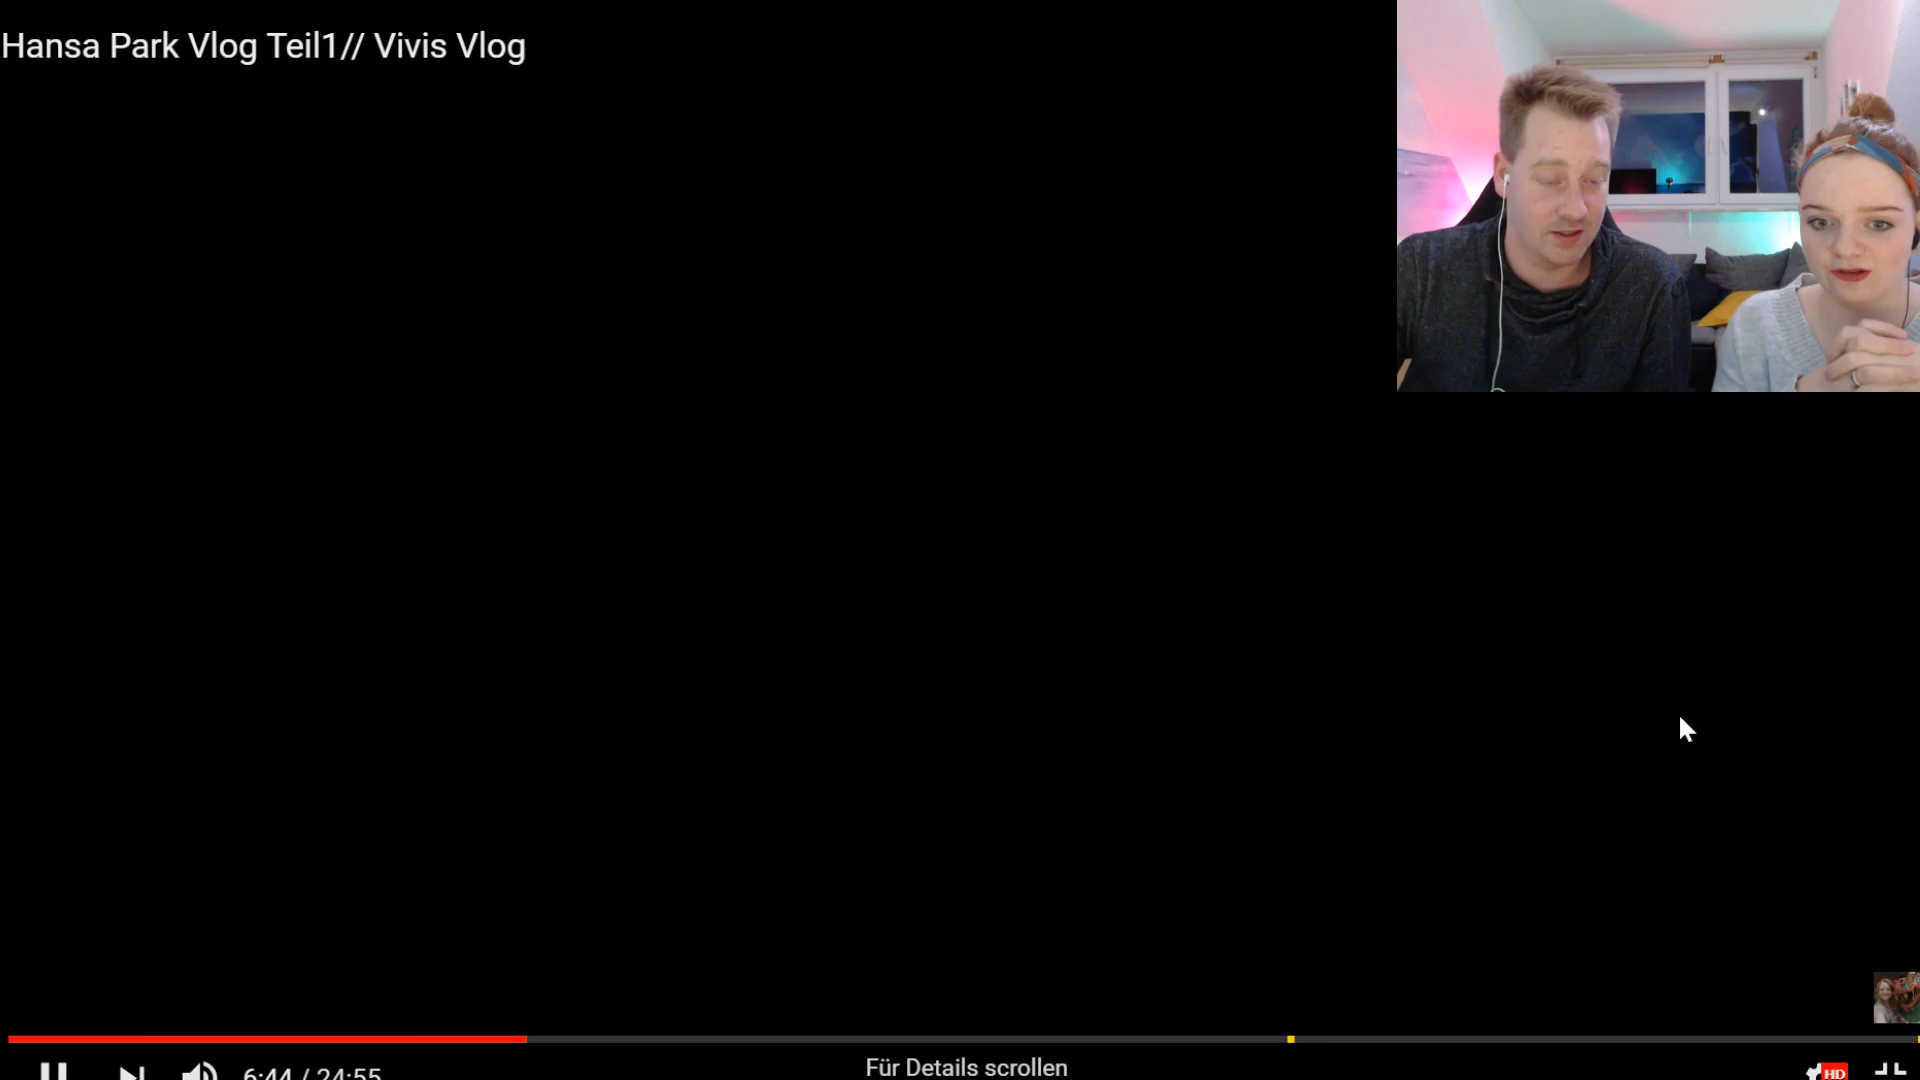 Hansa Park Vlog Teil1// Vivis Vlog
Für Details scrollen
6:44 / 24:55
HD